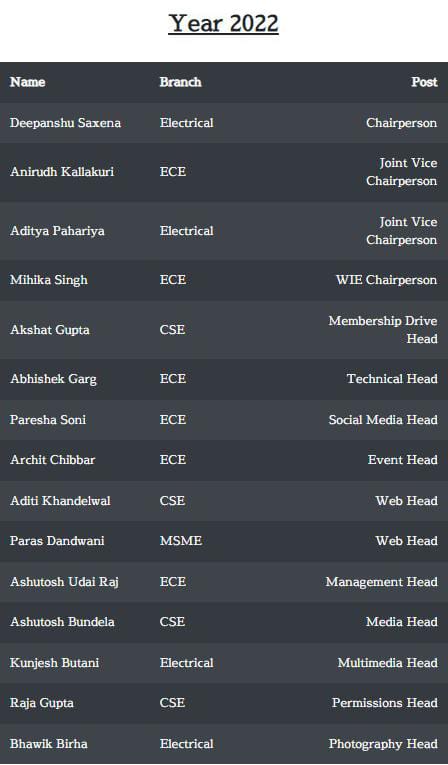 Year 2022
Name Branch Post
Deepanshu Saxena Electrical Chairperson
Anirudh Kallakuri ECE Joint Vice
Chairperson
Aditya Pahariya Electrical Joint Vice
Chairperson
Mihika Singh ECE WIE Chairperson
Akshat Gupta CSE Membership Drive
Head
Abhishek Garg ECE Technical Head
Paresha Soni ECE Social Media Head
Archit Chibbar ECE Event Head
Aditi Khandelwal CSE Web Head
Paras Dandwani MSME Web Head
Ashutosh Udai Raj ECE Management Head
Ashutosh Bundela CSE Media Head
Kunjesh Butani Electrical Multimedia Head
Raja Gupta CSE Permissions Head
Bhawik Birha Electrical Photography Head